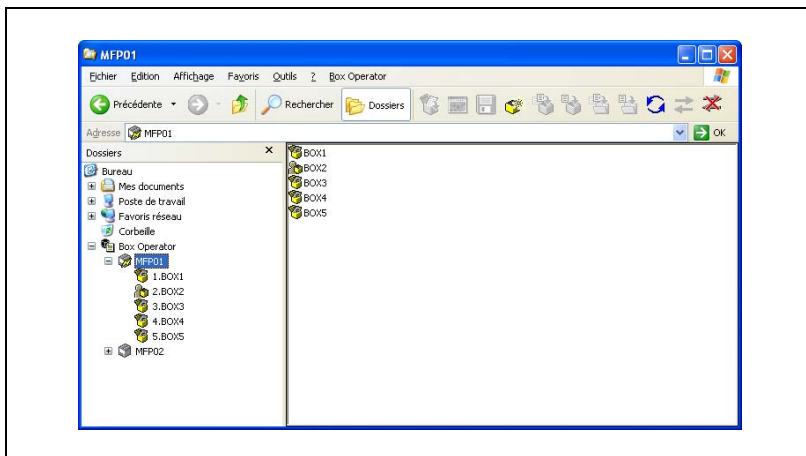 MFP01
Fichier Edition Affichage Favoris Outils ? Box Operator
Précédente Rechercher Dossiers
Adresse MFP01 OK
Dossiers
Bureau
Mes documents
Poste de travail
Favoris réseau
Corbeille
Box Operator
MFP01
1.BOX1
2.BOX2
3.BOX3
4.BOX4
5.BOX5
MFP02
BOX1
BOX2
BOX3
BOX4
BOX5